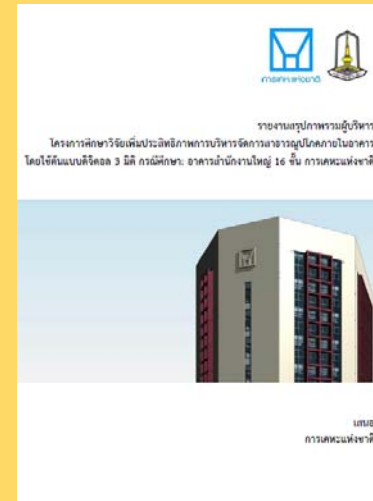 การเคหะแห่งชาติ
รายงานสรุปภาพรวมผู้บริหาร
โครงการศึกษาวิจัยเพิ่มประสิทธิภาพการบริหารจัดการสาธารณูปโภคภายในอาคาร
โดยใช้ต้นแบบดิจิตอล 3 มิติ กรณีศึกษา: อาคารสำนักงานใหญ่ 16 ชั้น การเคหะแห่งชาติ
เสนอ
การเคหะแห่งชาติ